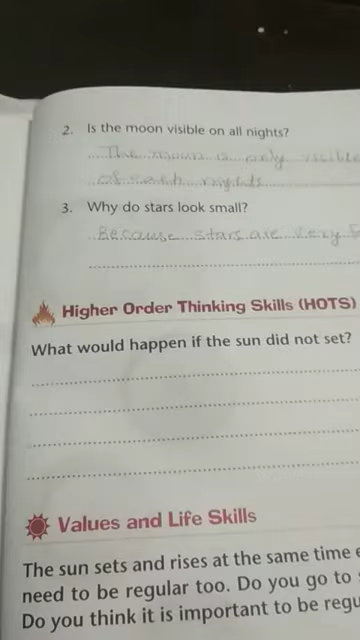 2. Is the moon visible on all nights?
The moon is only visible
of each nights
3. Why do stars look small?
Because stars are very
Higher Order Thinking Skills (HOTS)
What would happen if the sun did not set?
Values and Life Skills
The sun sets and rises at the same time
need to be regular too. Do you go to
Do you think it is important to be regu